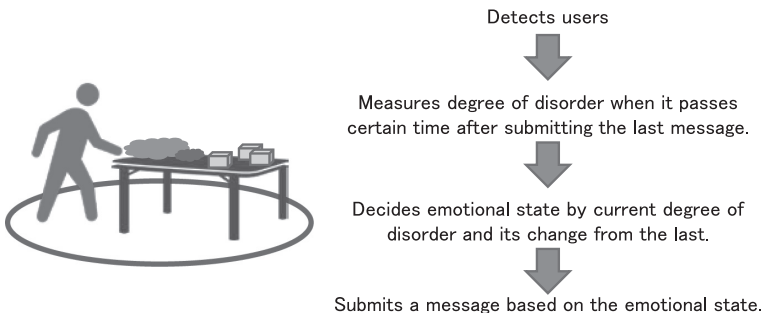 Detects users
Measures degree of disorder when it passes
certain time after submitting the last message.
Decides emotional state by current degree of
disorder and its change from the last.
Submits a message based on the emotional state.